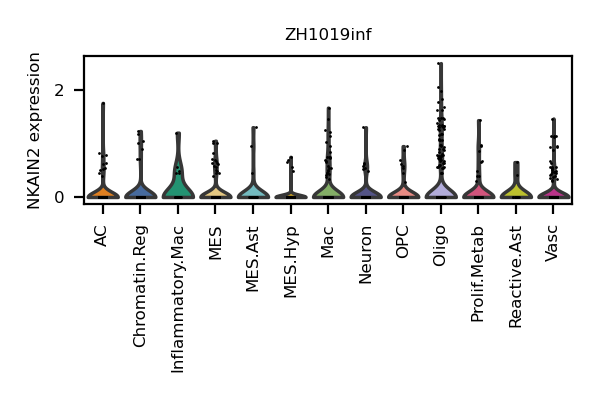 ZH1019inf
NKAIN2 expression
2
0
AC
Chromatin.Reg
Inflammatory.Mac
MES
MES.Ast
MES.Hyp
Mac
Neuron
OPC
Oligo
Prolif.Metab
Reactive.Ast
Vasc